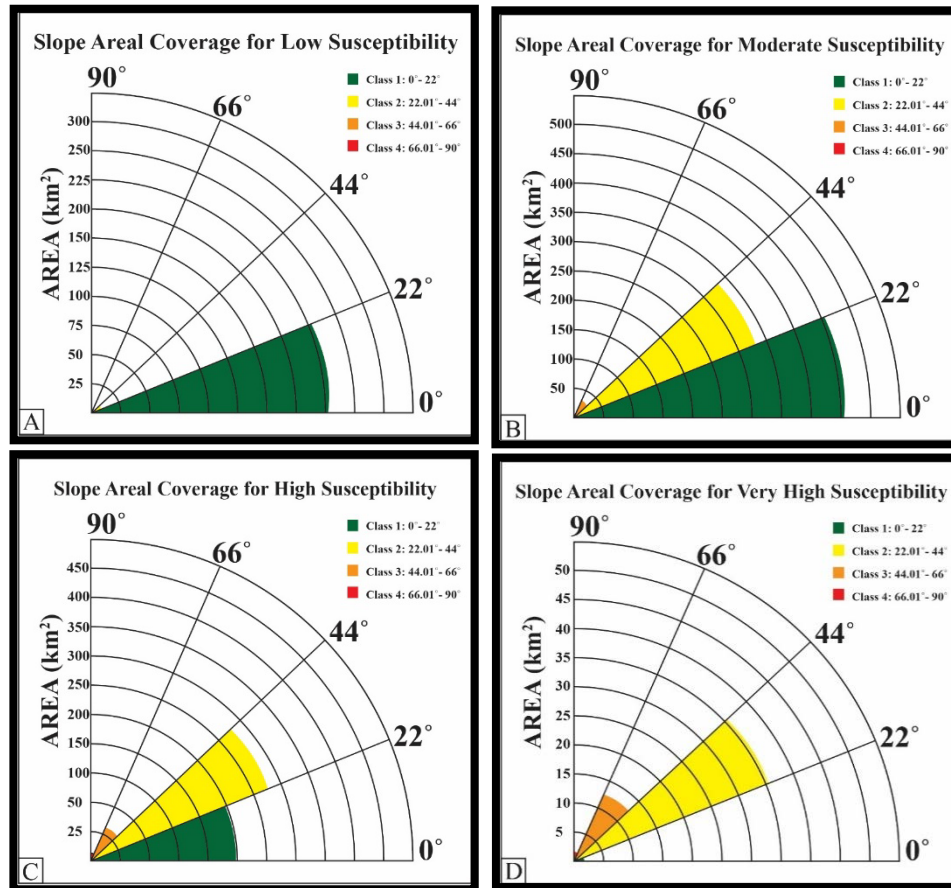 Slope Areal Coverage for Low Susceptibility
90°
66°
44°
22°
0°
Class 1: 0°- 22°
Class 2: 22.01°- 44°
Class 3: 44.01°- 66°
Class 4: 66.01°- 90°
AREA (km²)
300
250
225
200
150
125
100
75
50
25
A
Slope Areal Coverage for Moderate Susceptibility
90°
66°
44°
22°
0°
Class 1: 0°- 22°
Class 2: 22.01°- 44°
Class 3: 44.01°- 66°
Class 4: 66.01°- 90°
AREA (km²)
500
450
400
350
300
250
200
150
100
50
B
Slope Areal Coverage for High Susceptibility
90°
66°
44°
22°
0°
Class 1: 0°- 22°
Class 2: 22.01°- 44°
Class 3: 44.01°- 66°
Class 4: 66.01°- 90°
AREA (km²)
450
400
350
300
250
200
150
100
50
25
C
Slope Areal Coverage for Very High Susceptibility
90°
66°
44°
22°
0°
Class 1: 0°- 22°
Class 2: 22.01°- 44°
Class 3: 44.01°- 66°
Class 4: 66.01°- 90°
AREA (km²)
50
45
40
35
30
25
20
15
10
5
D